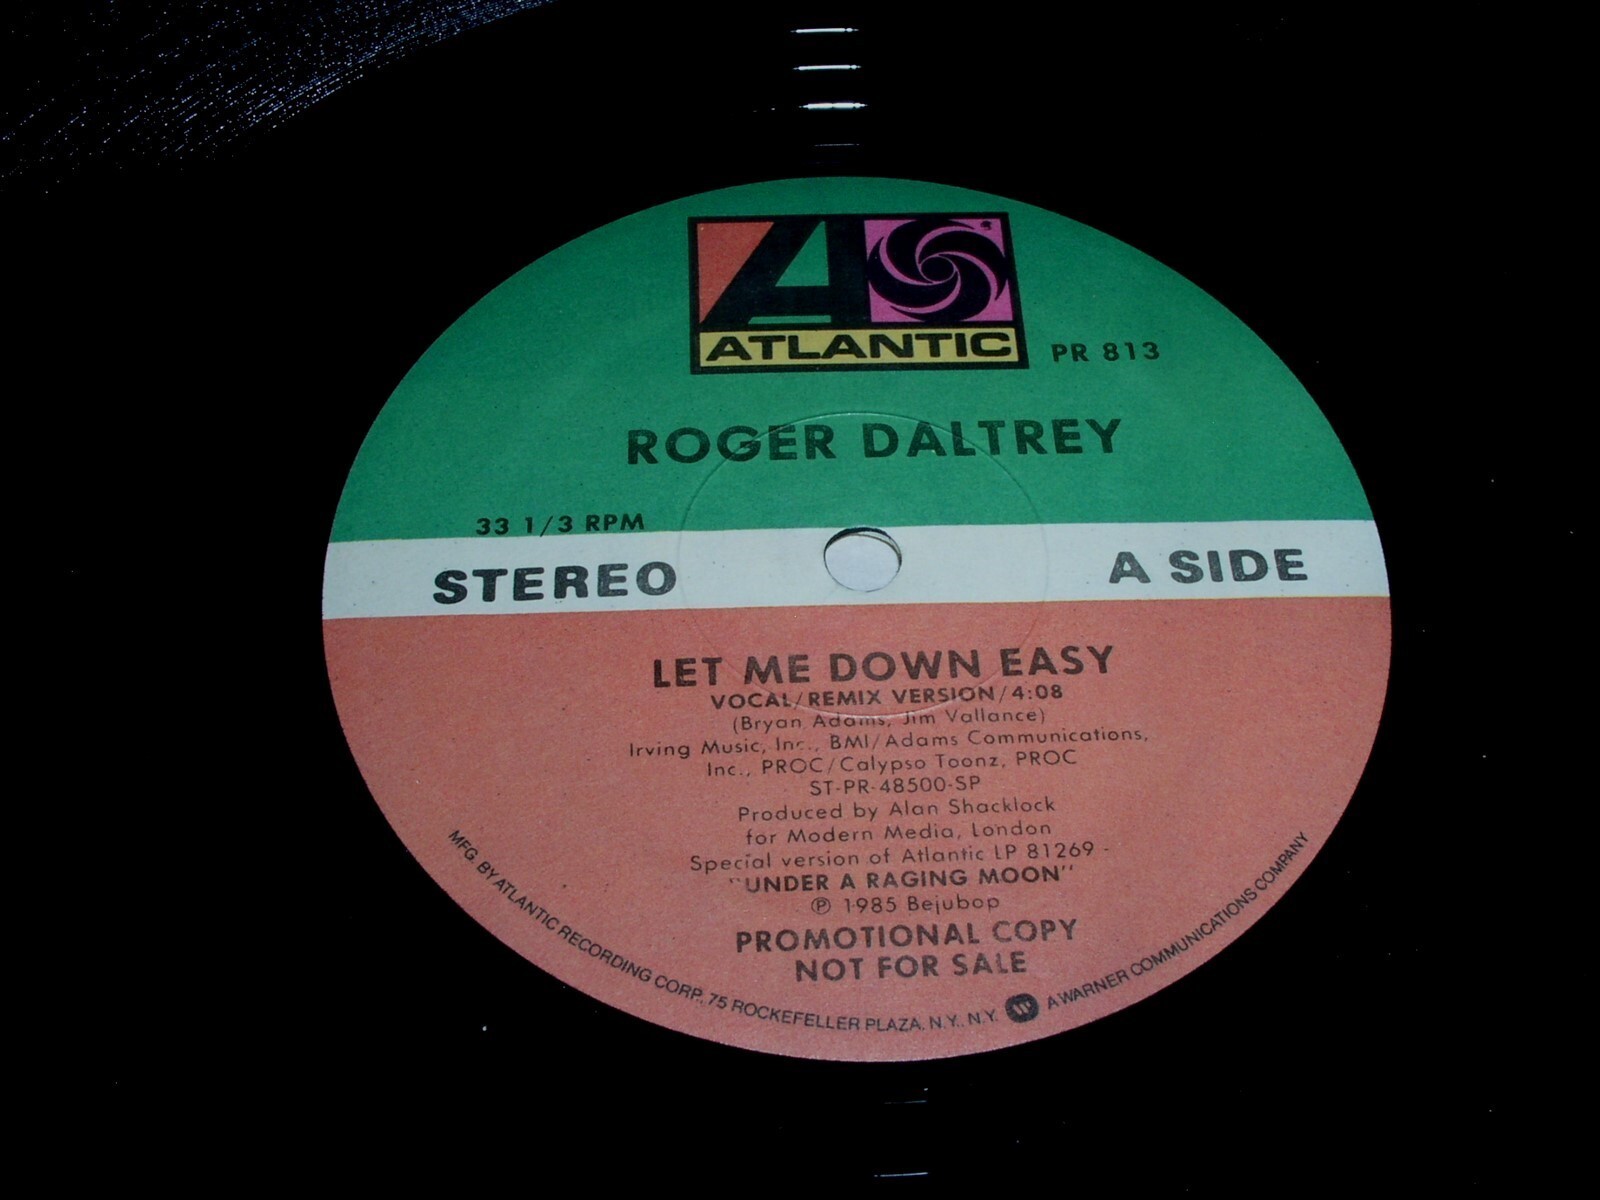 ATLANTIC
PR 813
ROGER DALTREY
33 1/3 RPM
STEREO
A SIDE
LET ME DOWN EASY
VOCAL/REMIX VERSION/4:08
(Bryan Adams, Jim Vallance)
Irving Music, Inc., BMI/Adams Communications,
Inc., PROC/Calypso Toonz, PROC
ST-PR-48500-SP
Produced by Alan Shacklock
for Modern Media, London
Special version of Atlantic LP 81269 -
"UNDER A RAGING MOON"
℗ 1985 Bejubop
PROMOTIONAL COPY
NOT FOR SALE
MFG. BY ATLANTIC RECORDING CORP., 75 ROCKEFELLER PLAZA, N.Y., N.Y. W A WARNER COMMUNICATIONS COMPANY